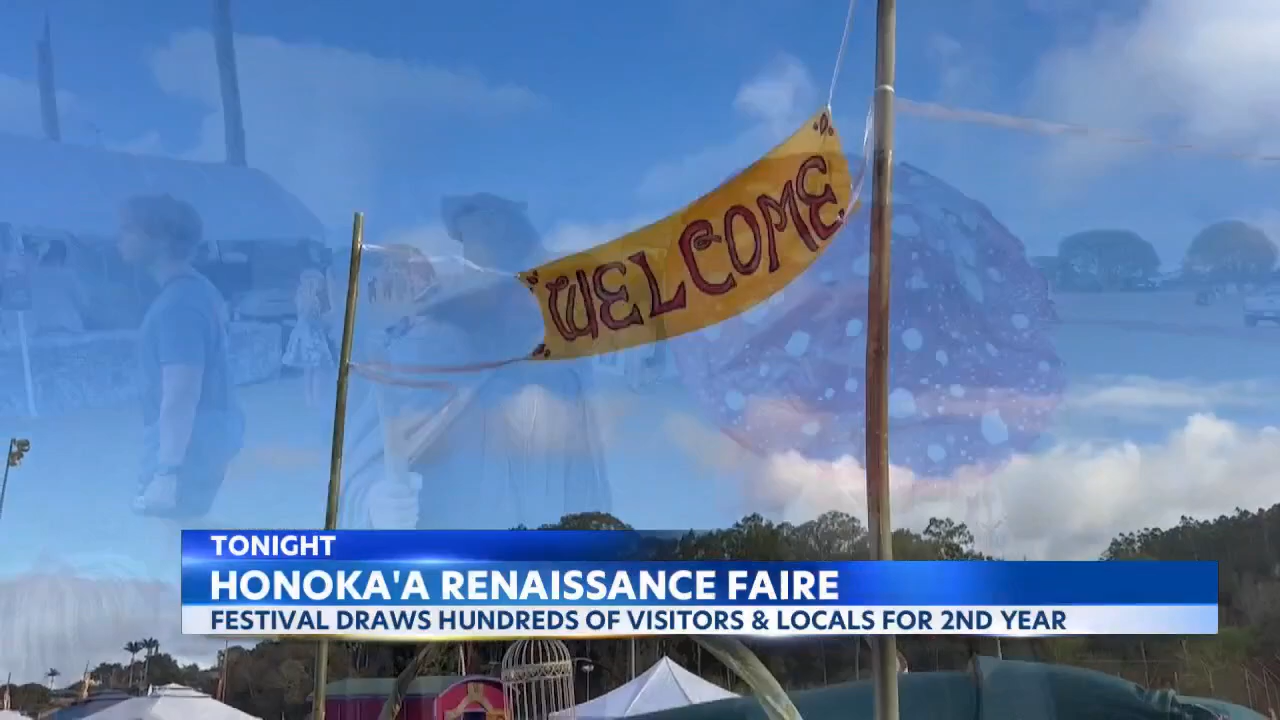 WELCOME
TONIGHT
HONOKA'A RENAISSANCE FAIRE
FESTIVAL DRAWS HUNDREDS OF VISITORS & LOCALS FOR 2ND YEAR